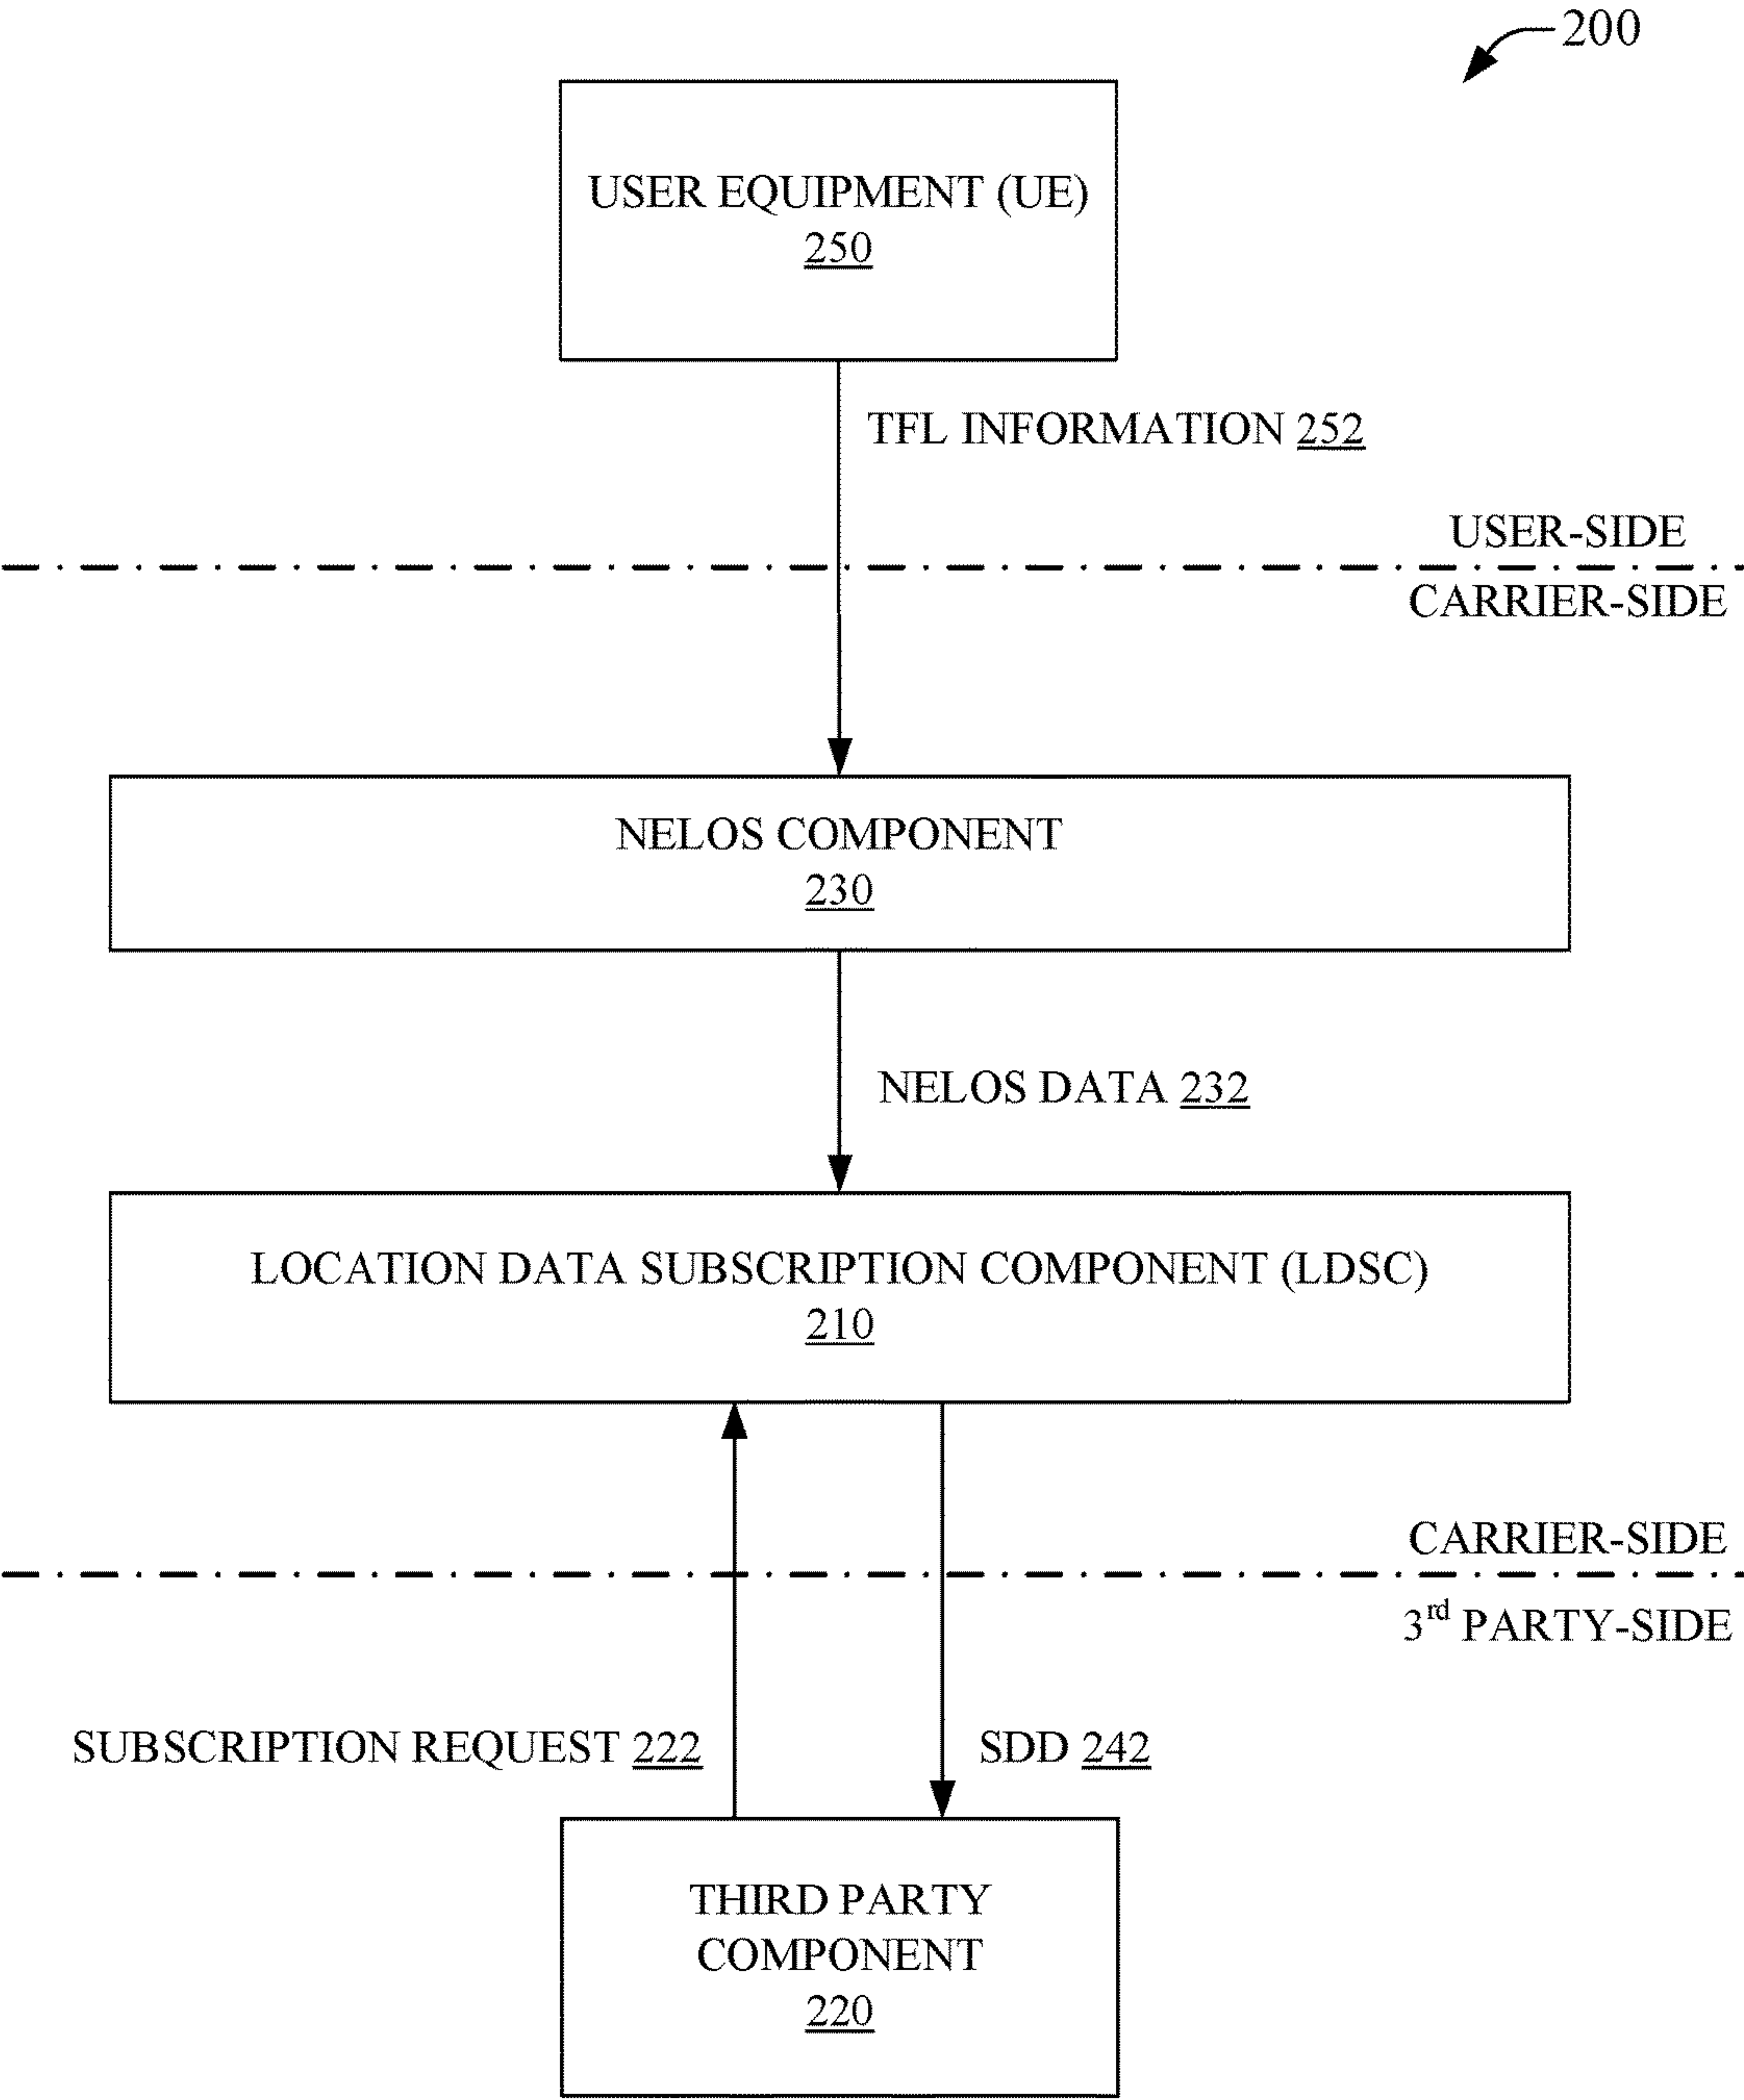 200
USER EQUIPMENT (UE)
250
TFL INFORMATION 252
USER-SIDE
CARRIER-SIDE
NELOS COMPONENT
230
NELOS DATA 232
LOCATION DATA SUBSCRIPTION COMPONENT (LDSC)
210
CARRIER-SIDE
3rd PARTY-SIDE
SUBSCRIPTION REQUEST 222
SDD 242
THIRD PARTY
COMPONENT
220